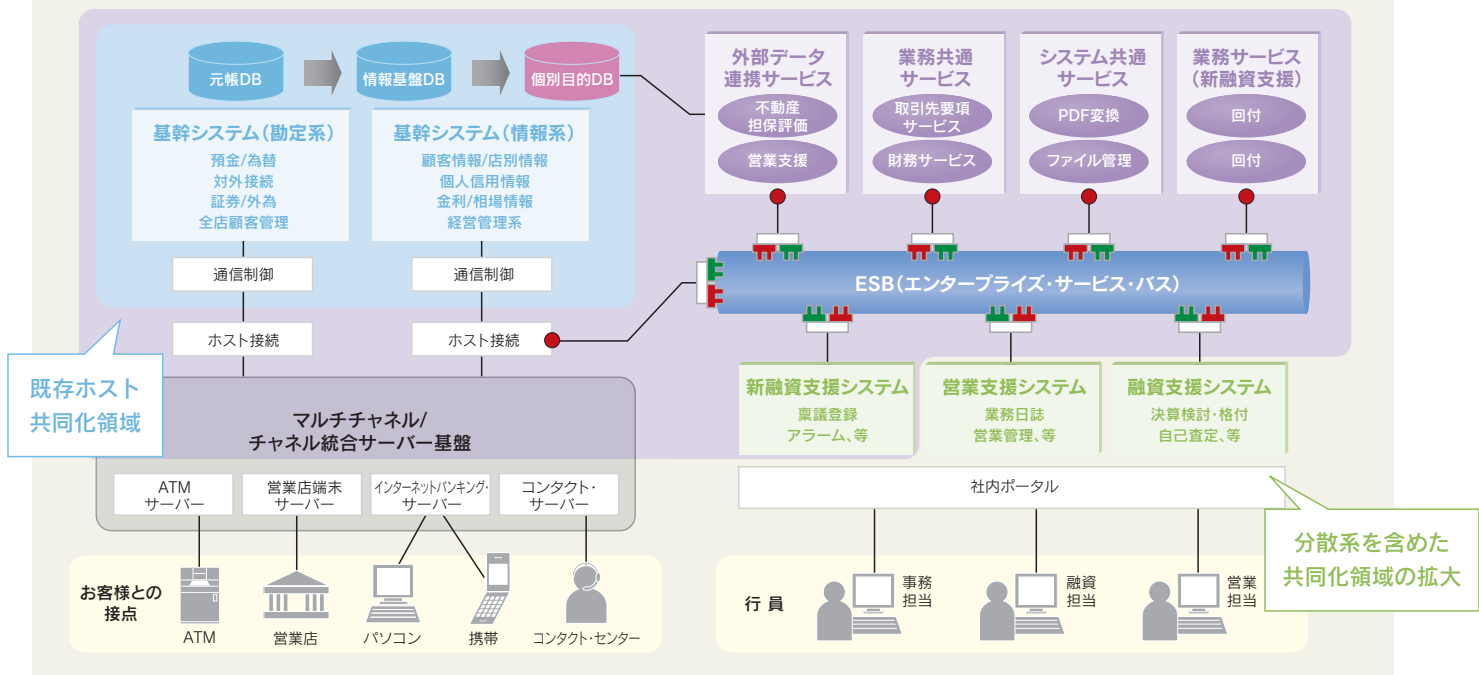 元帳DB
情報基盤DB
個別目的DB
基幹システム（勘定系）
預金/為替
対外接続
証券/外為
全店顧客管理
基幹システム（情報系）
顧客情報/店別情報
個人信用情報
金利/相場情報
経営管理系
通信制御
通信制御
ホスト接続
ホスト接続
既存ホスト
共同化領域
外部データ
連携サービス
不動産
担保評価
営業支援
業務共通
サービス
取引先要項
サービス
財務サービス
システム共通
サービス
PDF変換
ファイル管理
業務サービス
（新融資支援）
回付
回付
ESB（エンタープライズ・サービス・バス）
新融資支援システム
稟議登録
アラーム、等
営業支援システム
業務日誌
営業管理、等
融資支援システム
決算検討・格付
自己査定、等
マルチチャネル/
チャネル統合サーバー基盤
ATM
サーバー
営業店端末
サーバー
インターネットバンキング・
サーバー
コンタクト・
サーバー
社内ポータル
分散系を含めた
共同化領域の拡大
お客様との
接点
ATM
営業店
パソコン
携帯
コンタクト・センター
行 員
事務
担当
融資
担当
営業
担当